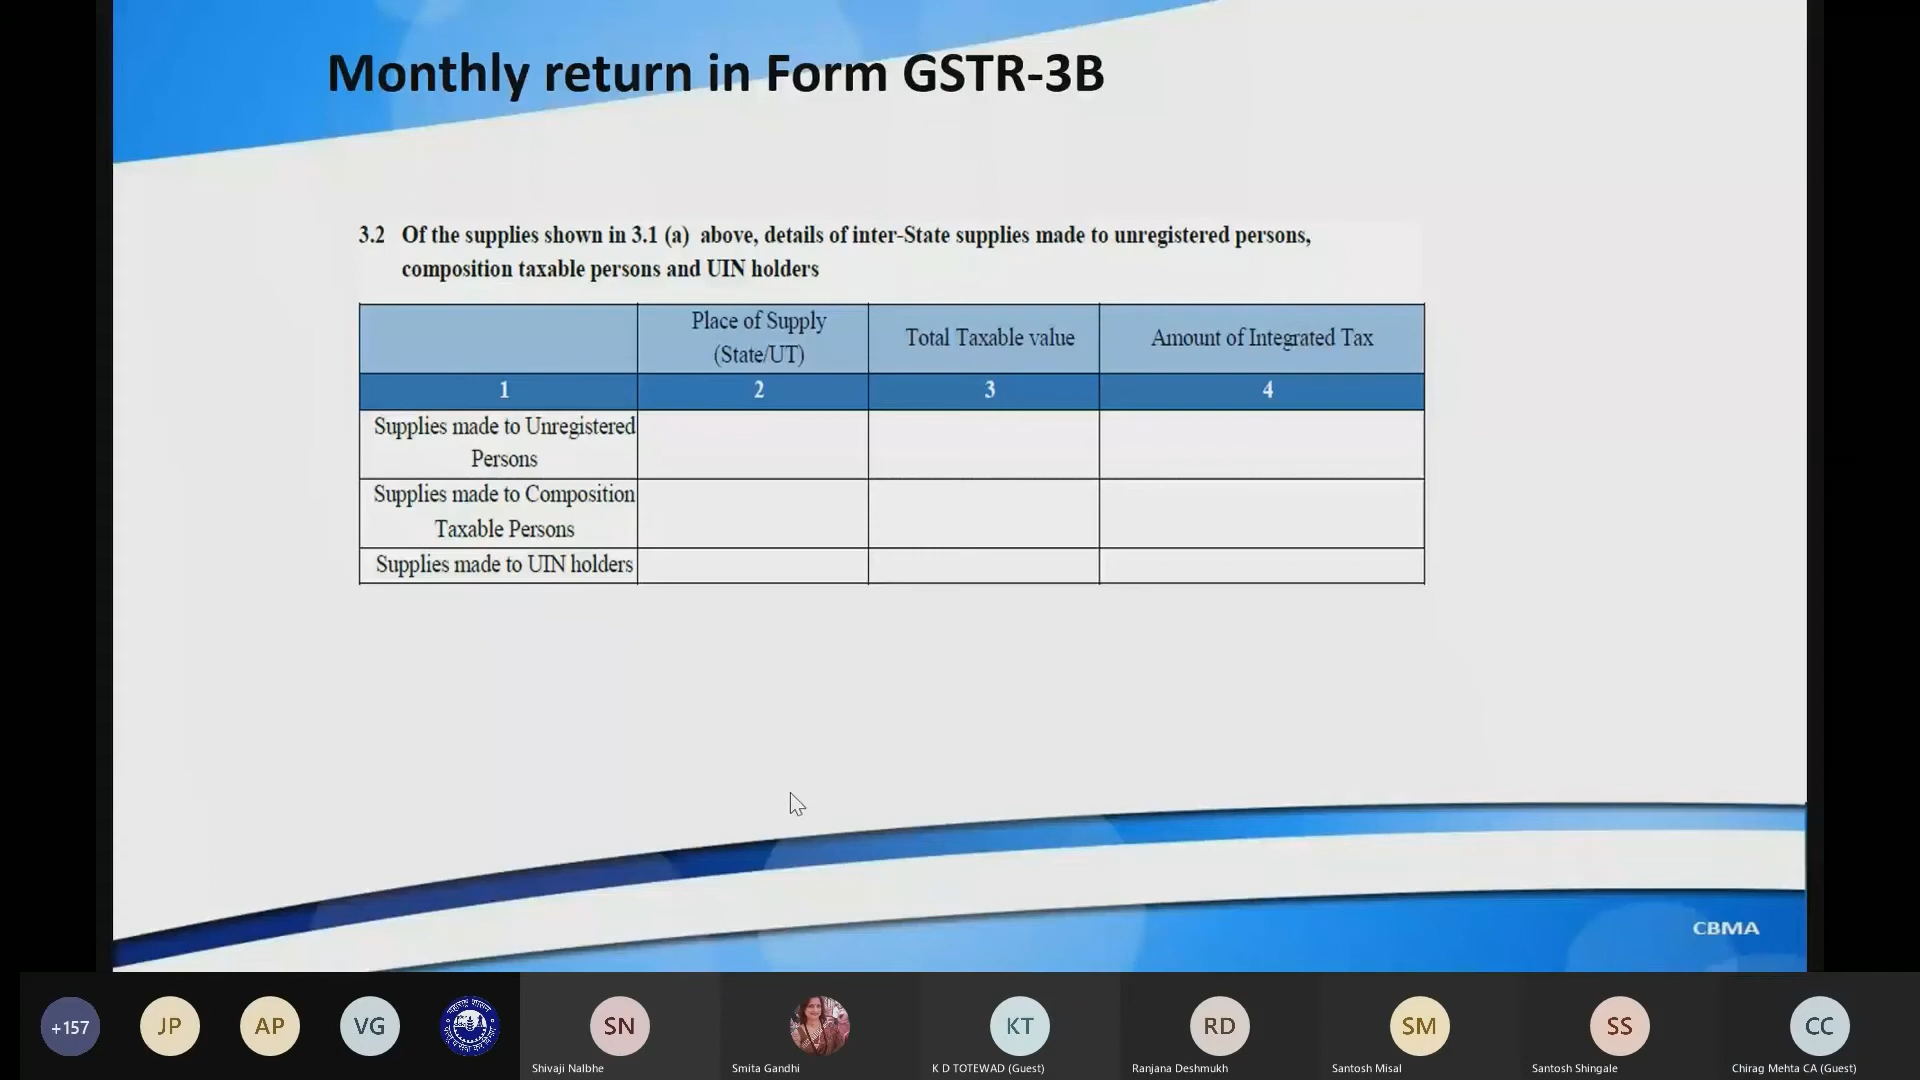 Monthly return in Form GSTR-3B
3.2 Of the supplies shown in 3.1 (a) above, details of inter-State supplies made to unregistered persons,
composition taxable persons and UIN holders
Place of Supply
(State/UT)
Total Taxable value
Amount of Integrated Tax
1
2
3
4
Supplies made to Unregistered
Persons
Supplies made to Composition
Taxable Persons
Supplies made to UIN holders
CBMA
+157
JP
AP
VG
SN
KT
RD
SM
SS
CC
Shivaji Nalbhe
Smita Gandhi
K D TOTEWAD (Guest)
Ranjana Deshmukh
Santosh Misal
Santosh Shingale
Chirag Mehta CA (Guest)